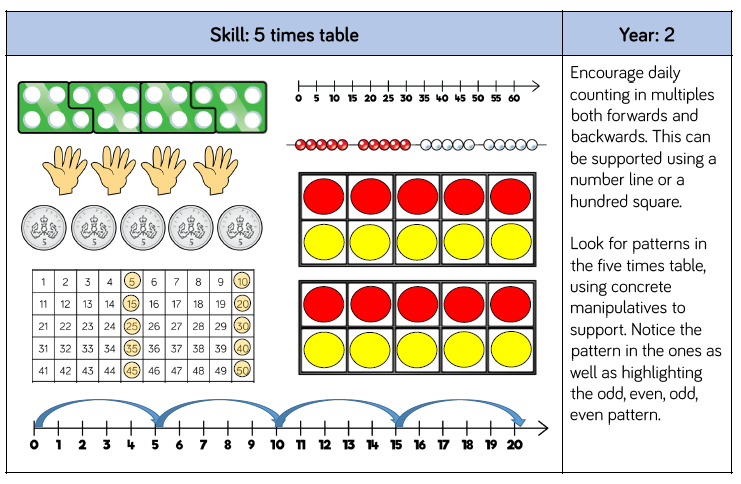 Skill: 5 times table
Year: 2
0 5 10 15 20 25 30 35 40 45 50 55 60
5 5 5 5 5
1 2 3 4 5 6 7 8 9 10
11 12 13 14 15 16 17 18 19 20
21 22 23 24 25 26 27 28 29 30
31 32 33 34 35 36 37 38 39 40
41 42 43 44 45 46 47 48 49 50
0 1 2 3 4 5 6 7 8 9 10 11 12 13 14 15 16 17 18 19 20
Encourage daily
counting in multiples
both forwards and
backwards. This can
be supported using a
number line or a
hundred square.
Look for patterns in
the five times table,
using concrete
manipulatives to
support. Notice the
pattern in the ones as
well as highlighting
the odd, even, odd,
even pattern.